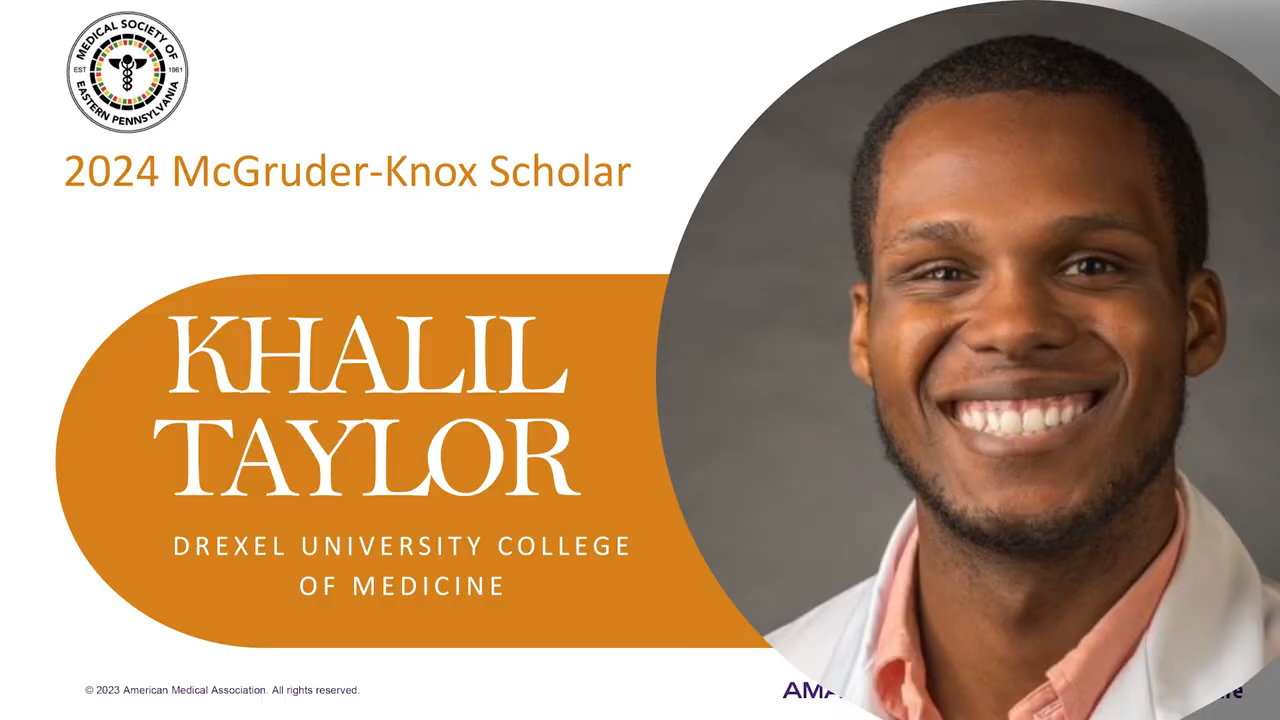 MEDICAL SOCIETY OF
EST 1961
EASTERN PENNSYLVANIA
2024 McGruder-Knox Scholar
KHALIL
TAYLOR
DREXEL UNIVERSITY COLLEGE
OF MEDICINE
© 2023 American Medical Association. All rights reserved.
AMA